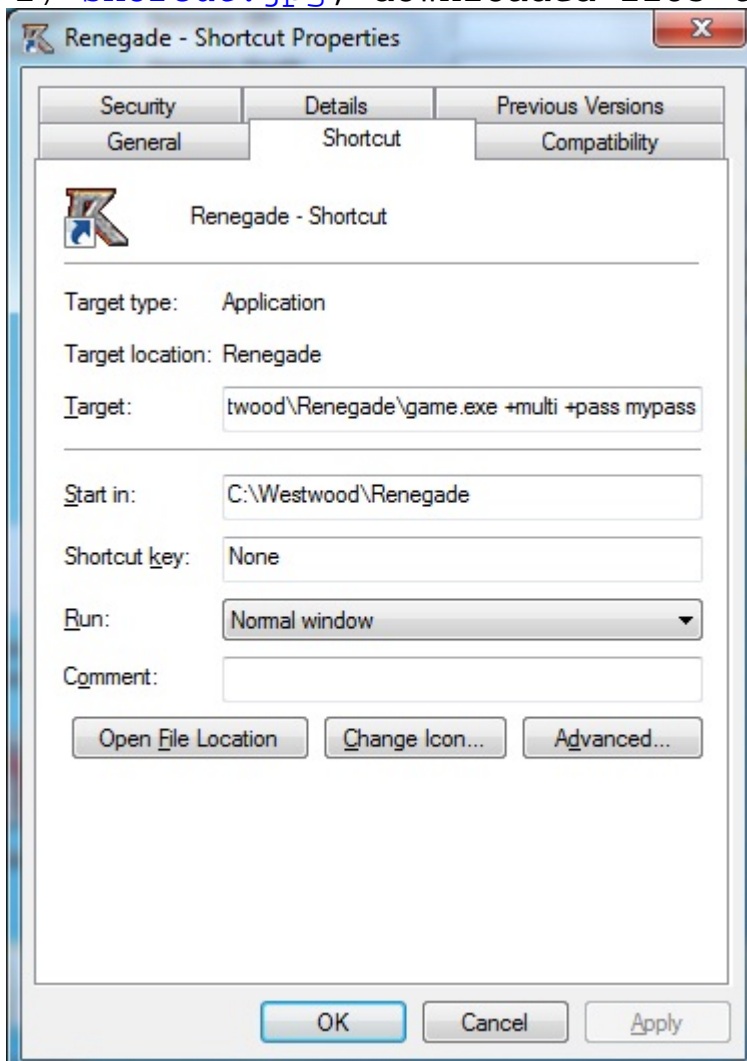 Renegade - Shortcut Properties
Security Details Previous Versions
General Shortcut Compatibility
Renegade - Shortcut
Target type: Application
Target location: Renegade
Target: twood\Renegade\game.exe +multi +pass mypass
Start in: C:\Westwood\Renegade
Shortcut key: None
Run: Normal window
Comment:
Open File Location Change Icon... Advanced...
OK Cancel Apply